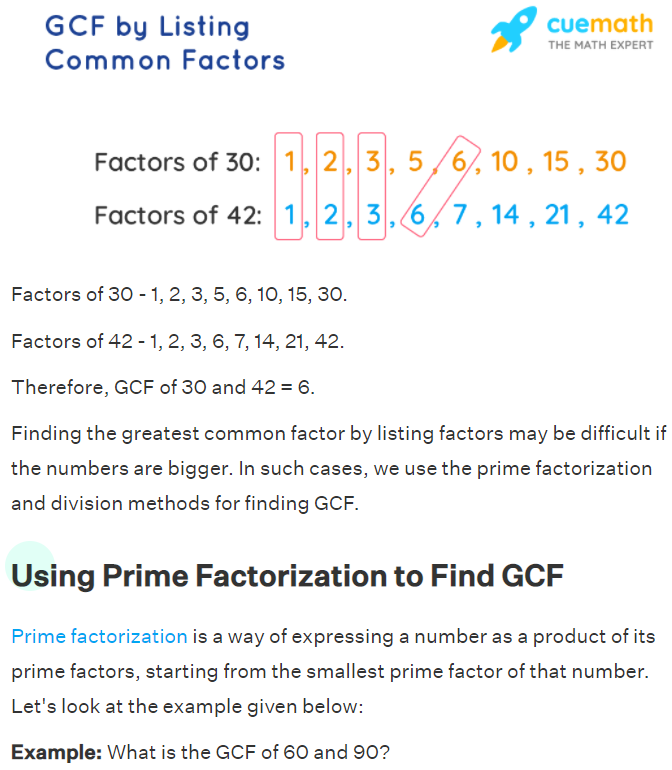 GCF by Listing
Common Factors
cuemath
THE MATH EXPERT
Factors of 30: 1, 2, 3, 5, 6, 10, 15, 30
Factors of 42: 1, 2, 3, 6, 7, 14, 21, 42
Factors of 30 - 1, 2, 3, 5, 6, 10, 15, 30.
Factors of 42 - 1, 2, 3, 6, 7, 14, 21, 42.
Therefore, GCF of 30 and 42 = 6.
Finding the greatest common factor by listing factors may be difficult if
the numbers are bigger. In such cases, we use the prime factorization
and division methods for finding GCF.
Using Prime Factorization to Find GCF
Prime factorization is a way of expressing a number as a product of its
prime factors, starting from the smallest prime factor of that number.
Let's look at the example given below:
Example: What is the GCF of 60 and 90?